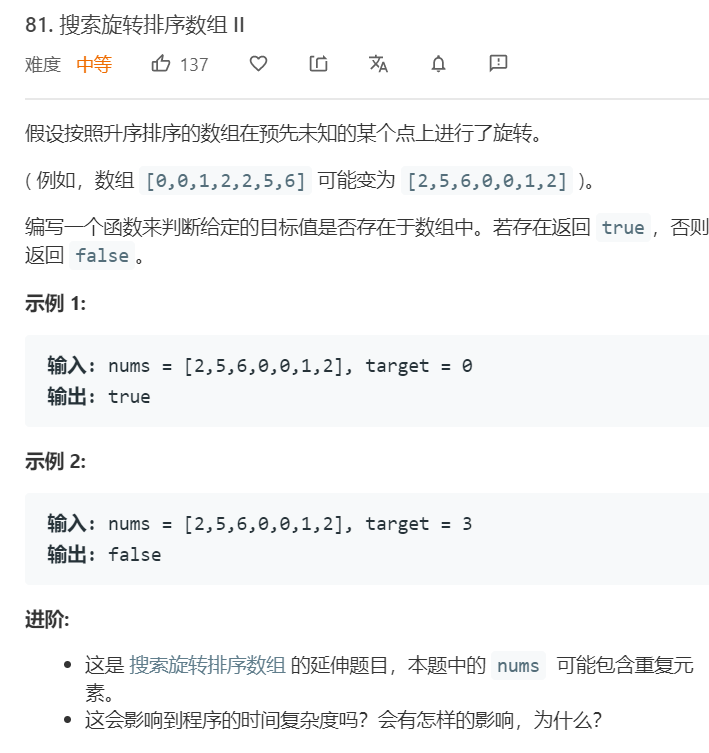 81. 搜索旋转排序数组 II
难度 中等 137
假设按照升序排序的数组在预先未知的某个点上进行了旋转。
( 例如，数组 [0,0,1,2,2,5,6] 可能变为 [2,5,6,0,0,1,2] )。
编写一个函数来判断给定的目标值是否存在于数组中。若存在返回 true，否则
返回 false。
示例 1:
输入: nums = [2,5,6,0,0,1,2], target = 0
输出: true
示例 2:
输入: nums = [2,5,6,0,0,1,2], target = 3
输出: false
进阶:
• 这是 搜索旋转排序数组 的延伸题目，本题中的 nums 可能包含重复元
素。
• 这会影响到程序的时间复杂度吗？会有怎样的影响，为什么？